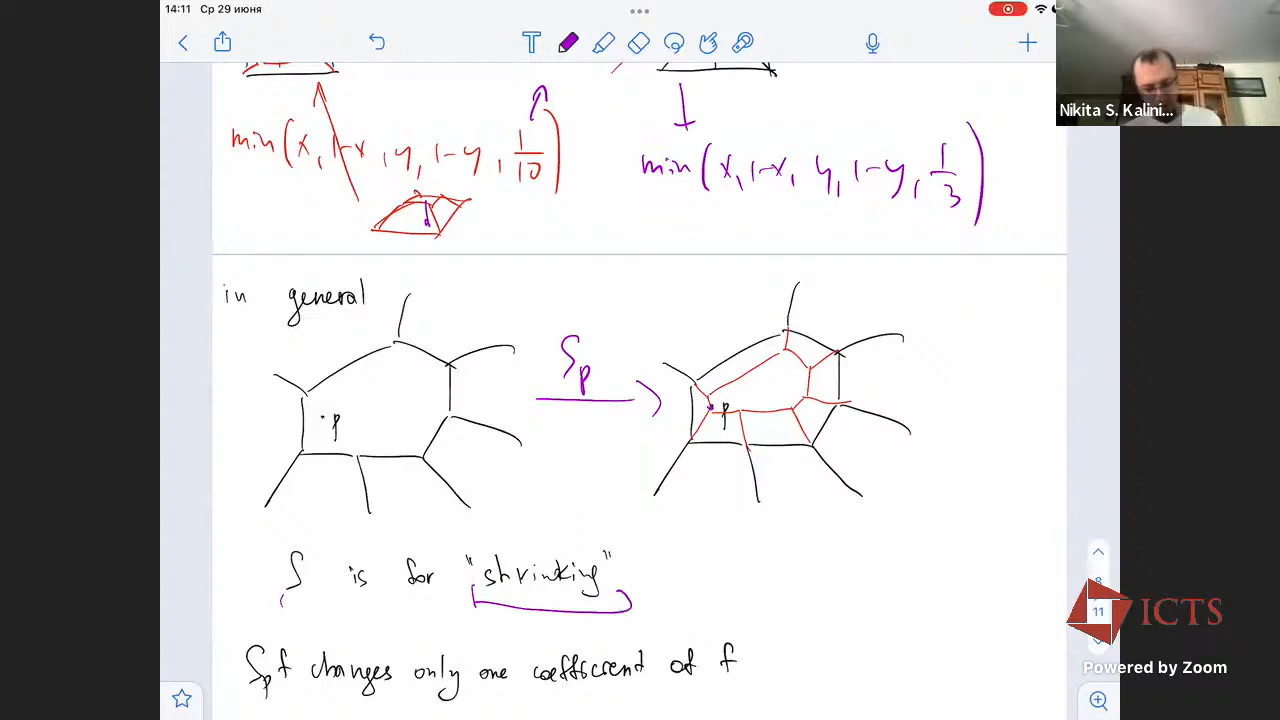 14:11 Ср 29 июня
Nikita S. Kalini...
min(x, 1-x, y, 1-y, 1/10)
min(x, 1-x, y, 1-y, 1/3)
in general
S_p
p
p
S is for "shrinking"
S_p f changes only one coefficient of f
8
11
ICTS
Powered by Zoom